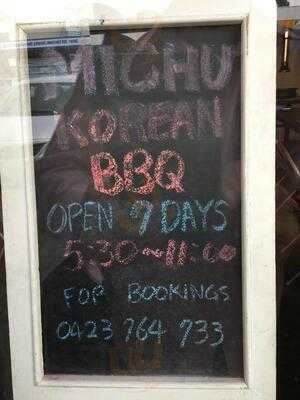 MICHU
KOREAN
BBQ
OPEN 7 DAYS
5:30~11:00
FOR BOOKINGS
0423 764 733